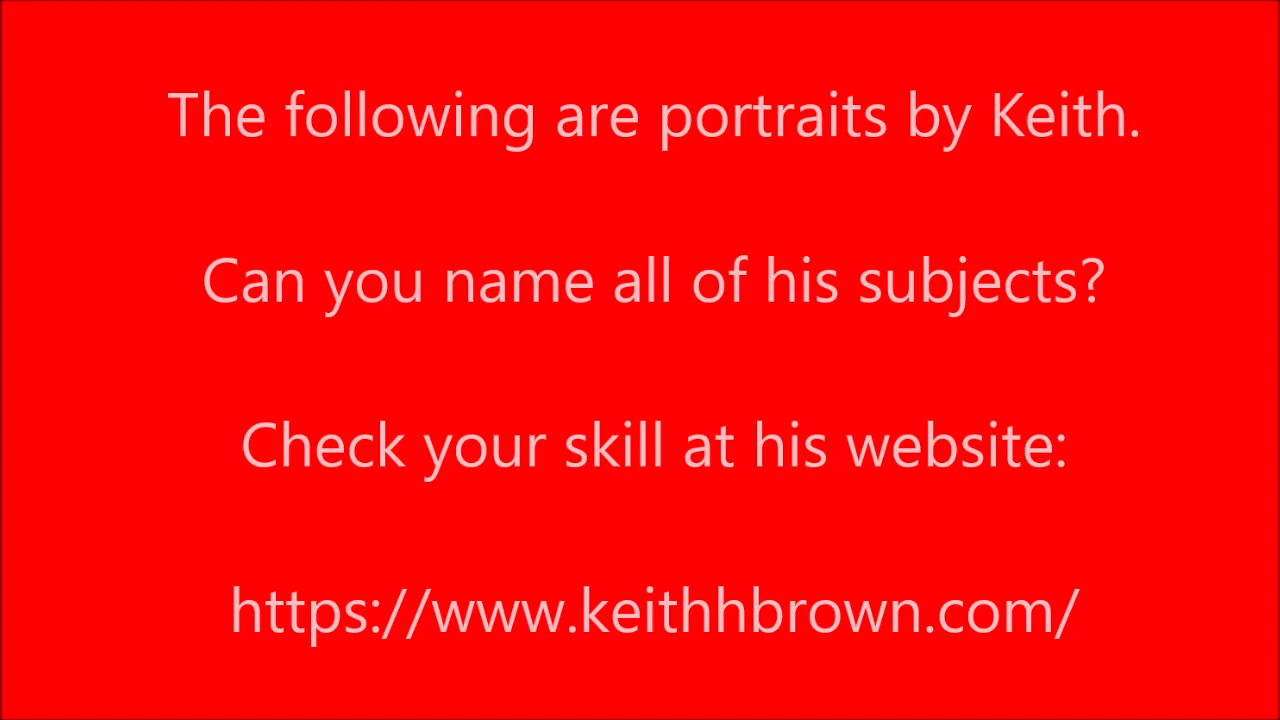 The following are portraits by Keith.
Can you name all of his subjects?
Check your skill at his website:
https://www.keithhbrown.com/